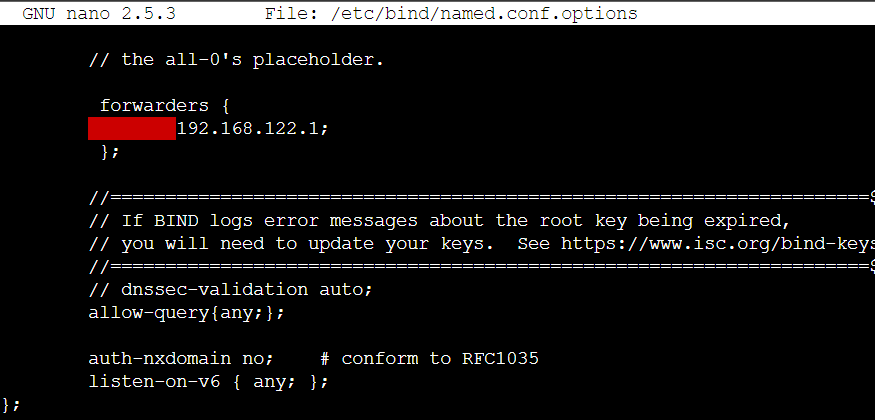 GNU nano 2.5.3 File: /etc/bind/named.conf.options
// the all-0's placeholder.
forwarders {
192.168.122.1;
};
//=====================================================================$
// If BIND logs error messages about the root key being expired,
// you will need to update your keys.  See https://www.isc.org/bind-keys
//=====================================================================$
// dnssec-validation auto;
allow-query{any;};
auth-nxdomain no;    # conform to RFC1035
listen-on-v6 { any; };
};